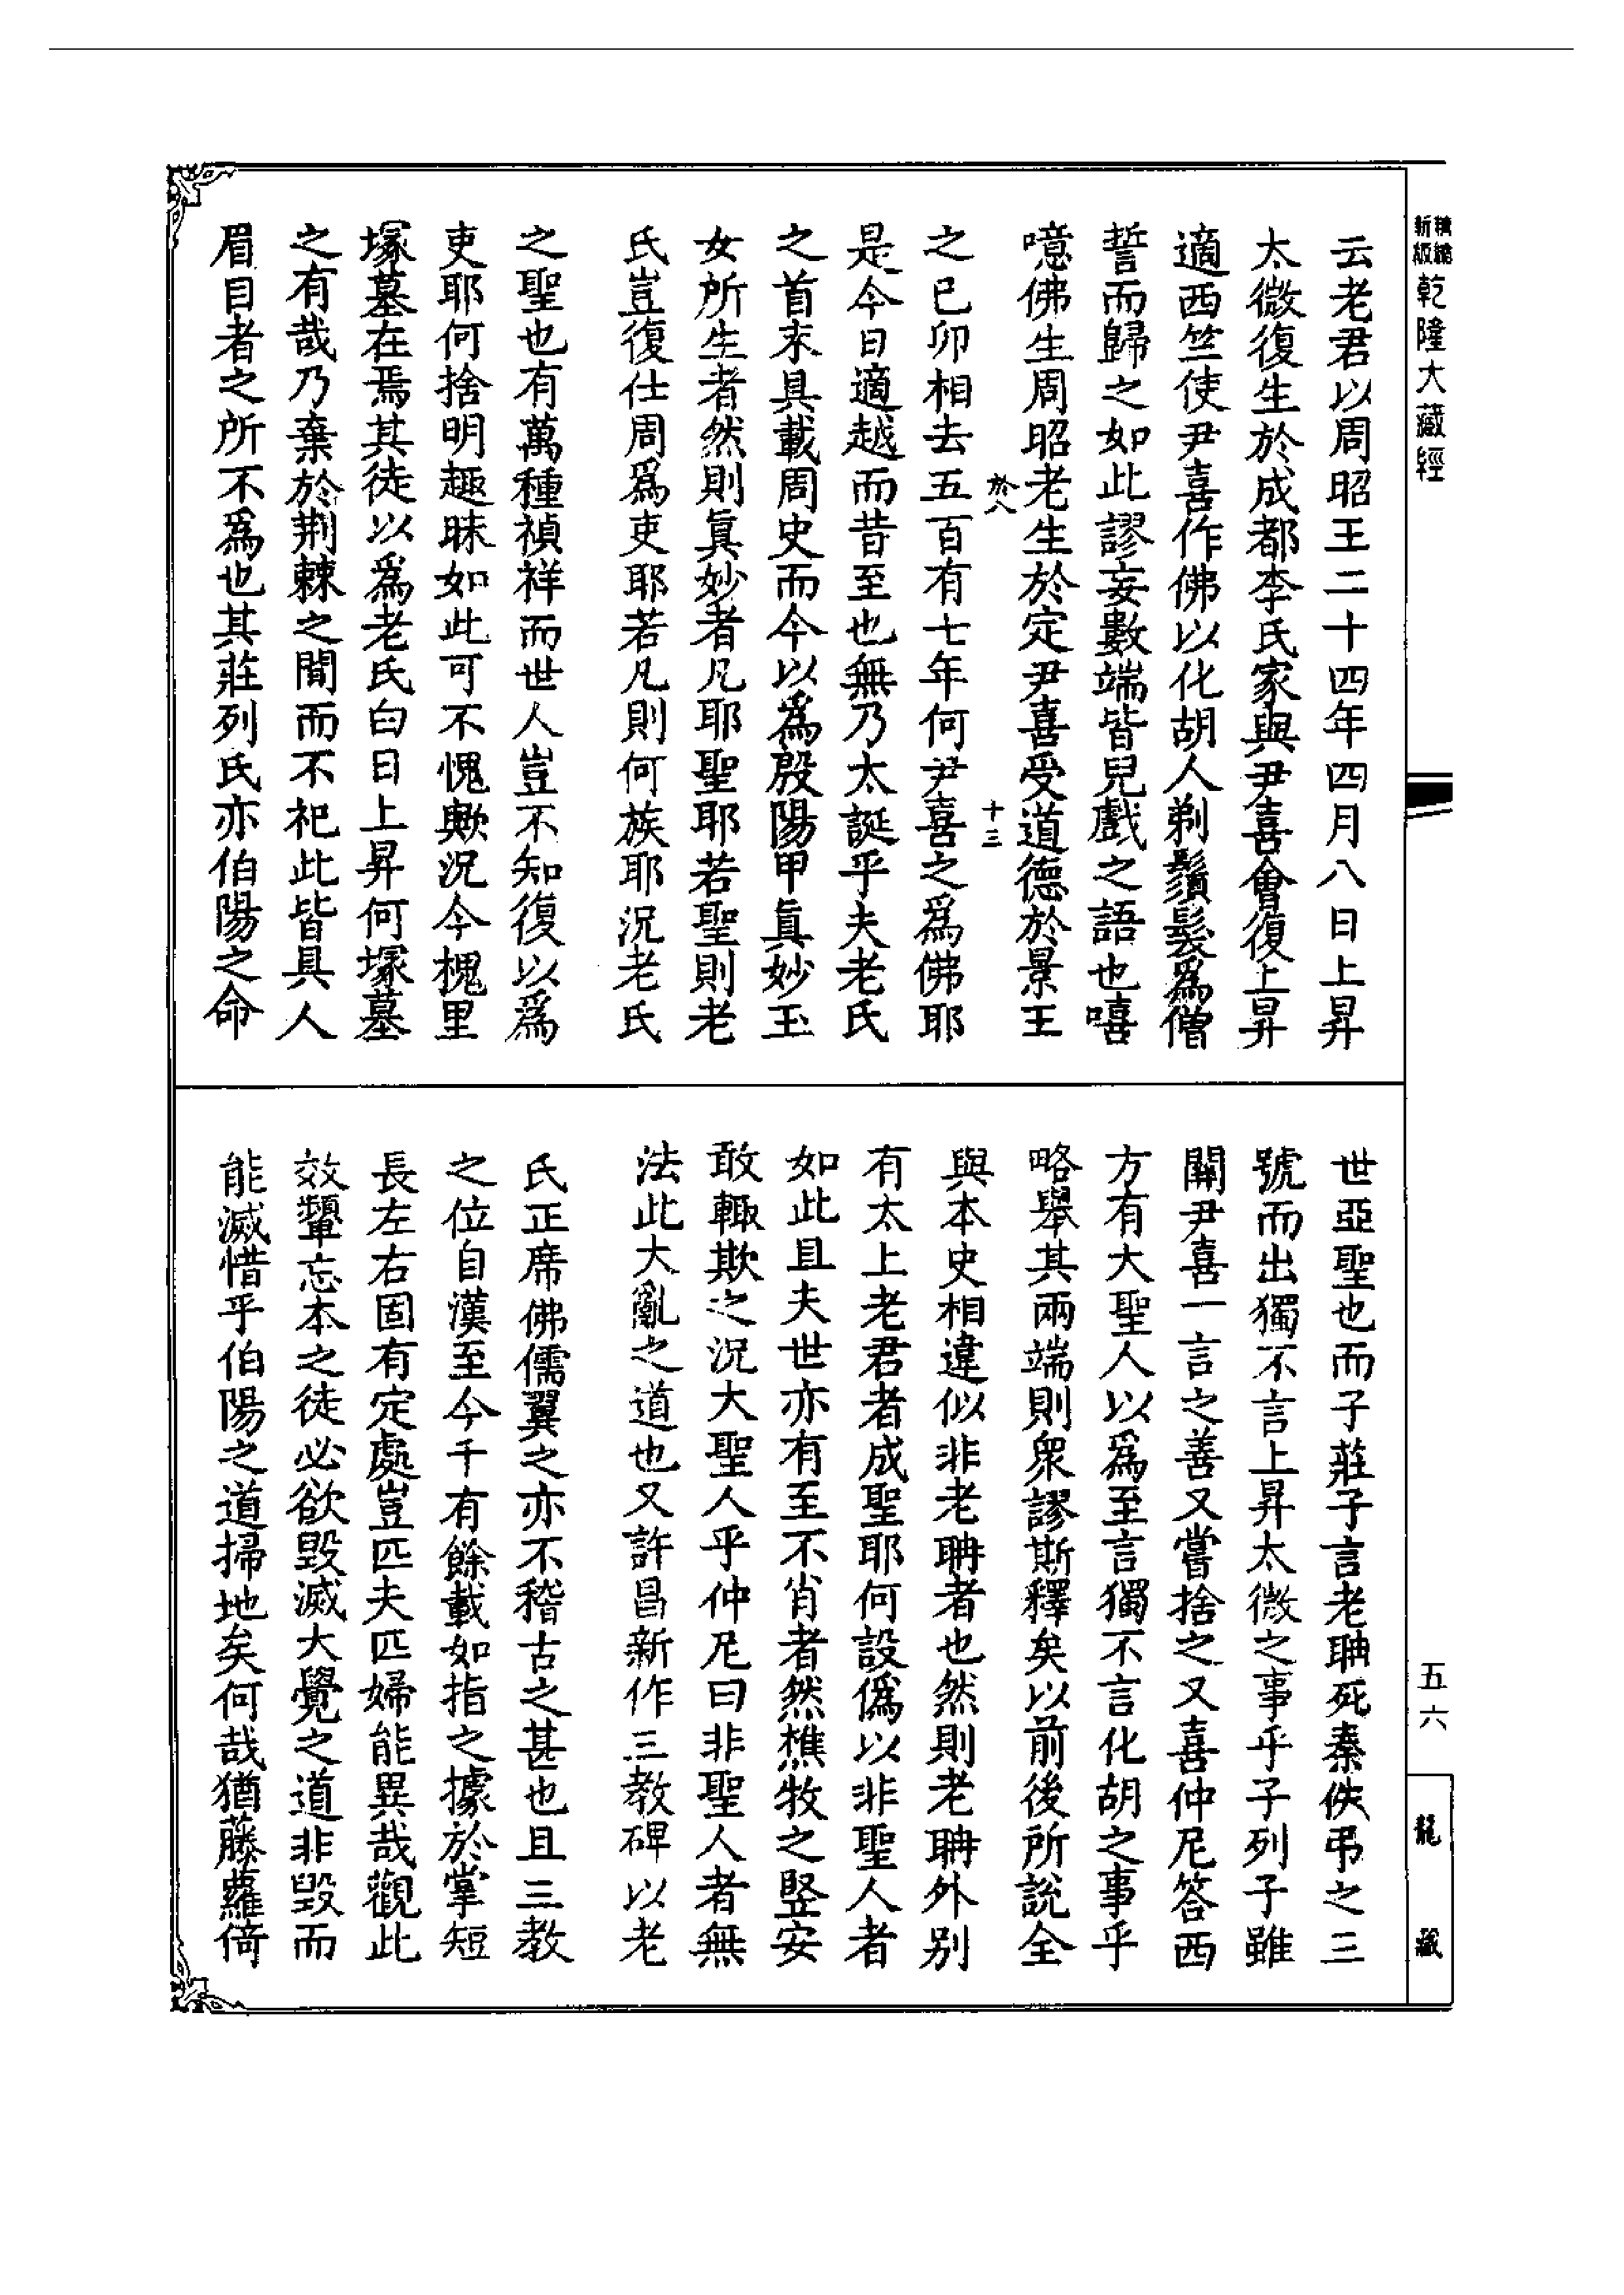 新編縮級
乾隆大藏經
云老君以周昭王二十四年四月八日上昇
太微復生於成都李氏家與尹喜會復上昇
適西竺使尹喜作佛以化胡人剃鬚髮爲僧
誓而歸之如此謬妄數端皆兒戲之語也嘻
噫佛生周昭老生於定尹喜受道德於景王
於八
十三
之已卯相去五百有七年何尹喜之爲佛耶
是今日適越而昔至也無乃太誕乎夫老氏
之首末具載周史而今以爲殷陽甲真妙玉
女所生者然則真妙者凡耶聖耶若聖則老
氏豈復仕周爲吏耶若凡則何族耶況老氏
之聖也有萬種禎祥而世人豈不知復以爲
吏耶何捨明趣昧如此可不愧歟況今槐里
塚墓在焉其徒以爲老氏白日上昇何塚墓
之有哉乃棄於荆棘之間而不祀此皆具人
眉目者之所不爲也其莊列氏亦伯陽之命
世亞聖也而子莊子言老聃死秦佚弔之三
號而出獨不言上昇太微之事乎子列子雖
關尹喜一言之善又嘗捨之又喜仲尼答西
方有大聖人以爲至言獨不言化胡之事乎
略舉其兩端則衆謬斯釋矣以前後所說全
與本史相違似非老聃者也然則老聃外别
有太上老君者成聖耶何設僞以非聖人者
如此且夫世亦有至不肖者然樵牧之竪安
敢輙欺之況大聖人乎仲尼曰非聖人者無
法此大亂之道也又許昌新作三教碑以老
氏正席佛儒翼之亦不稽古之甚也且三教
之位自漢至今千有餘載如指之據於掌短
長左右固有定處豈匹夫匹婦能異哉觀此
效顰忘本之徒必欲毀滅大覺之道非毀而
能滅惜乎伯陽之道掃地矣何哉猶藤蘿倚
五六
龍藏